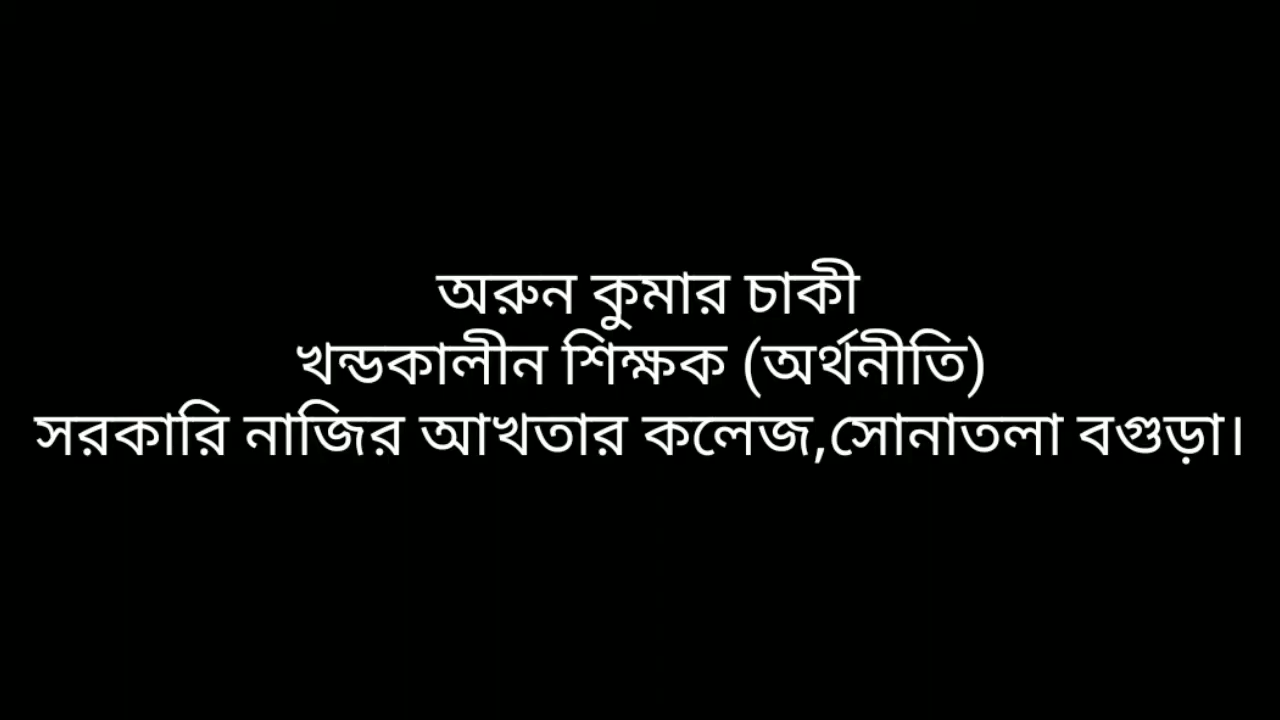 অরুন কুমার চাকী
খন্ডকালীন শিক্ষক (অর্থনীতি)
সরকারি নাজির আখতার কলেজ,সোনাতলা বগুড়া।